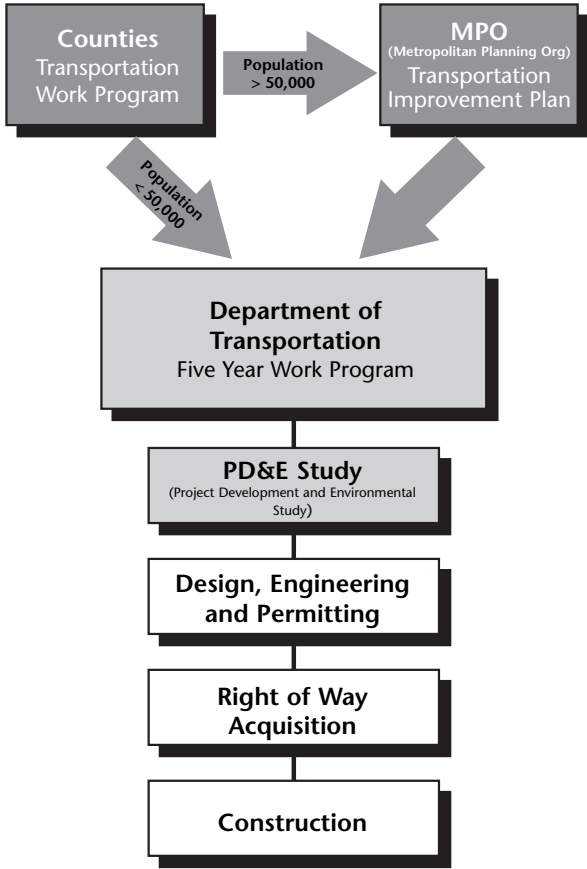 Counties
Transportation
Work Program
Population
> 50,000
MPO
(Metropolitan Planning Org)
Transportation
Improvement Plan
Population
< 50,000
Department of
Transportation
Five Year Work Program
PD&E Study
(Project Development and Environmental
Study)
Design, Engineering
and Permitting
Right of Way
Acquisition
Construction